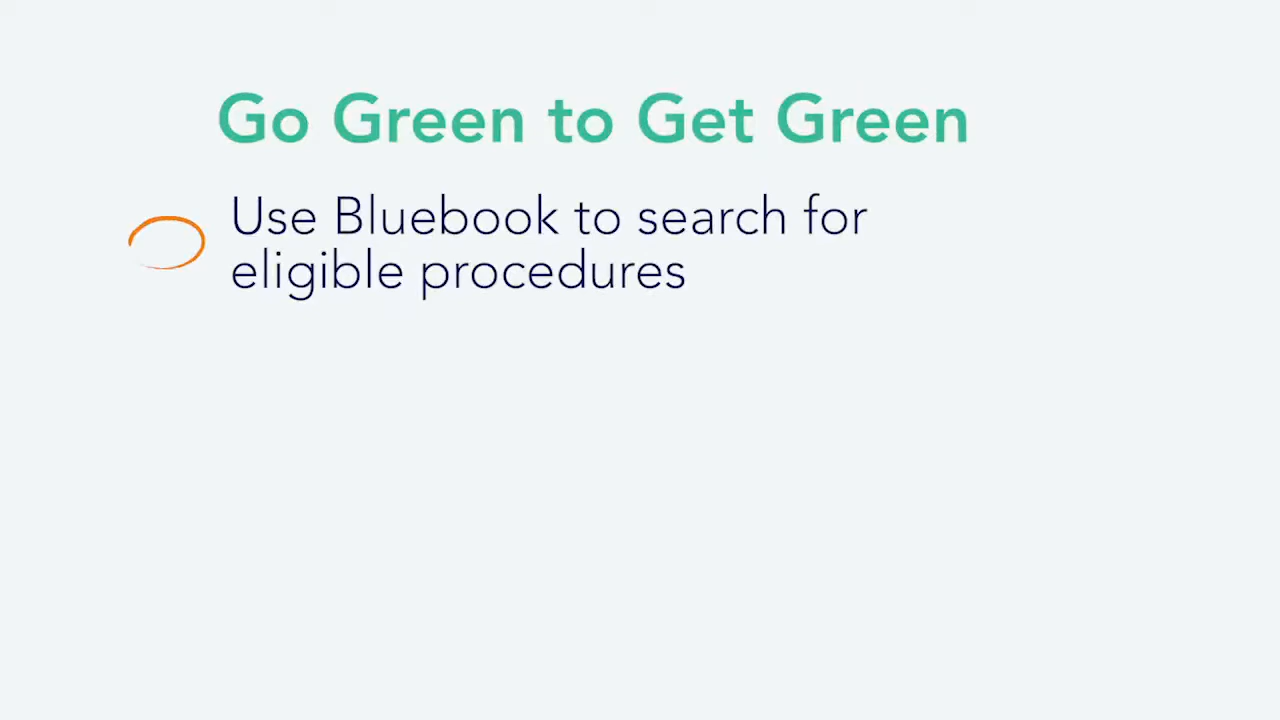 Go Green to Get Green
Use Bluebook to search for
eligible procedures